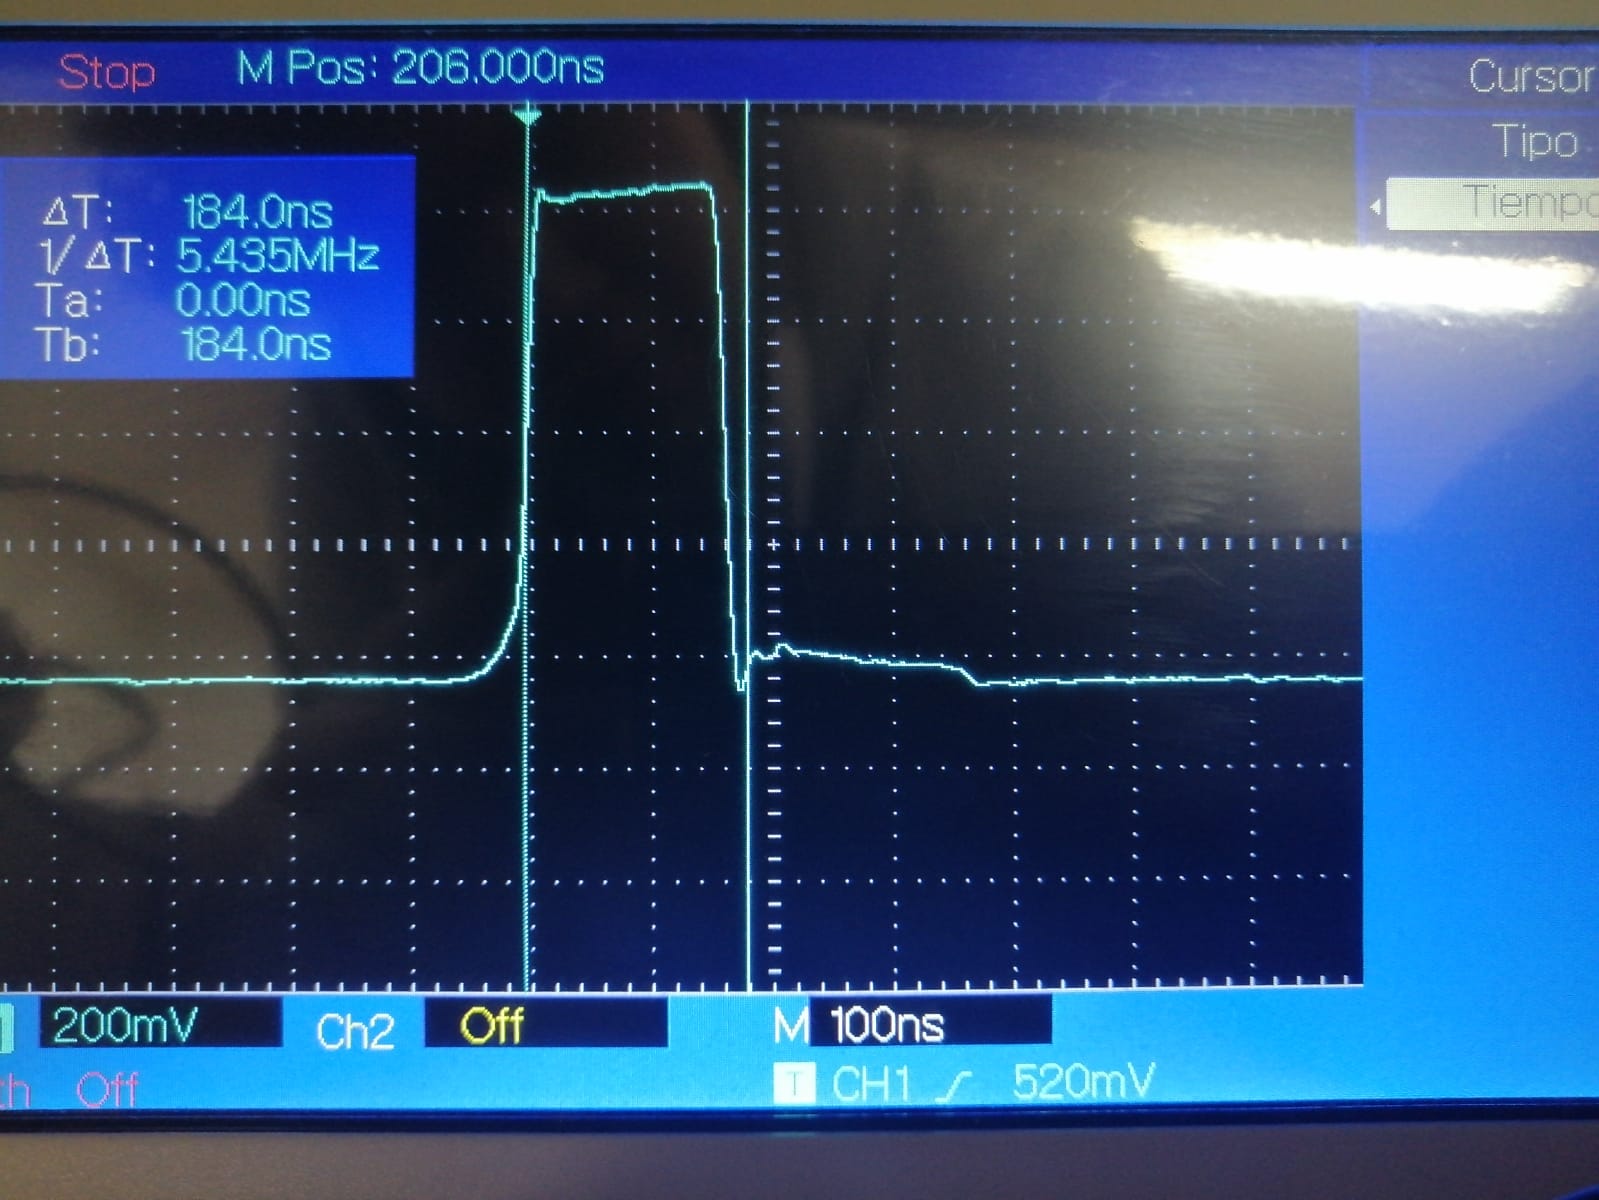 Stop M Pos: 206.000ns
Cursor
Tipo
Tiempo
ΔT: 184.0ns
1/ΔT: 5.435MHz
Ta: 0.00ns
Tb: 184.0ns
200mV Ch2 Off M 100ns
Off T CH1 520mV